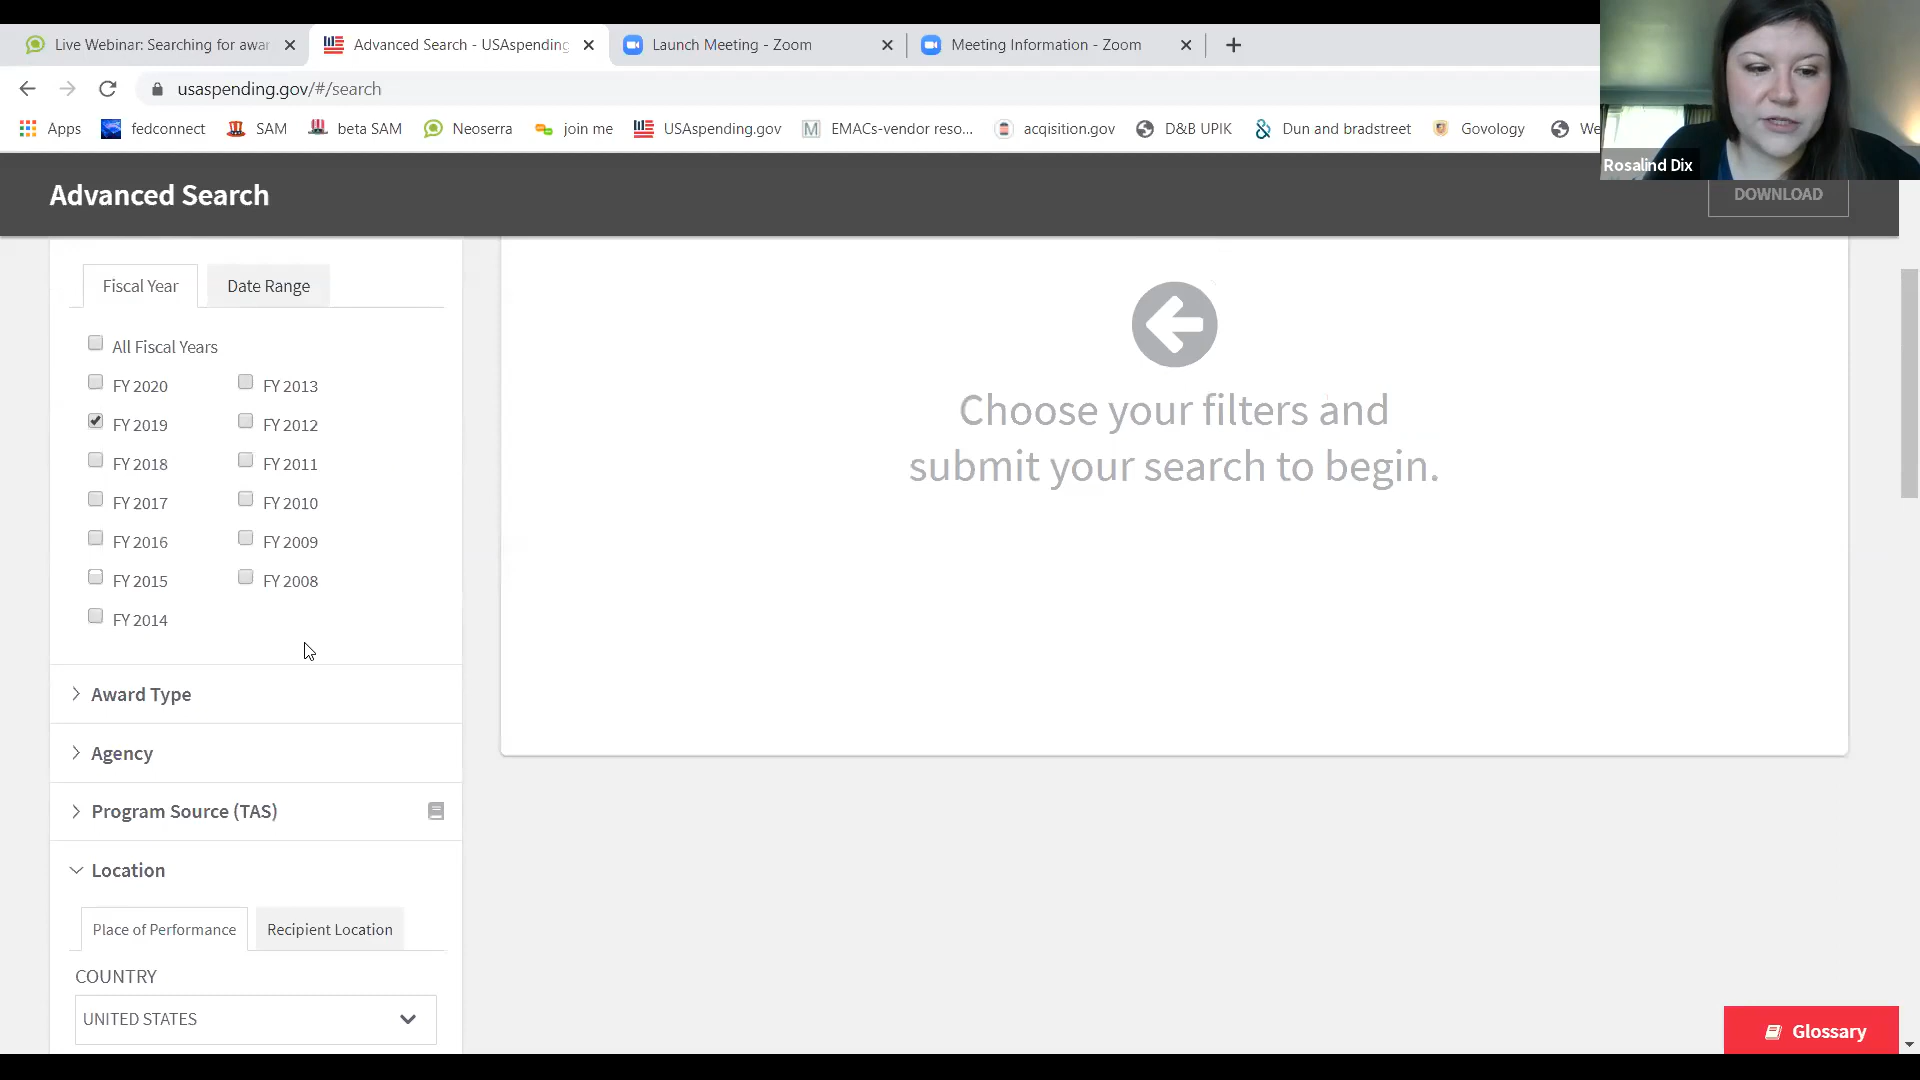 Live Webinar: Searching for awar
Advanced Search - USAspending
Launch Meeting - Zoom
Meeting Information - Zoom
usaspending.gov/#/search
Apps
fedconnect
SAM
beta SAM
Neoserra
join me
USAspending.gov
M
EMACs-vendor reso...
acqisition.gov
D&B UPIK
Dun and bradstreet
Govology
We
Rosalind Dix
Advanced Search
DOWNLOAD
Fiscal Year
Date Range
All Fiscal Years
FY 2020
FY 2013
FY 2019
FY 2012
FY 2018
FY 2011
FY 2017
FY 2010
FY 2016
FY 2009
FY 2015
FY 2008
FY 2014
Choose your filters and
submit your search to begin.
Award Type
Agency
Program Source (TAS)
Location
Place of Performance
Recipient Location
COUNTRY
UNITED STATES
Glossary